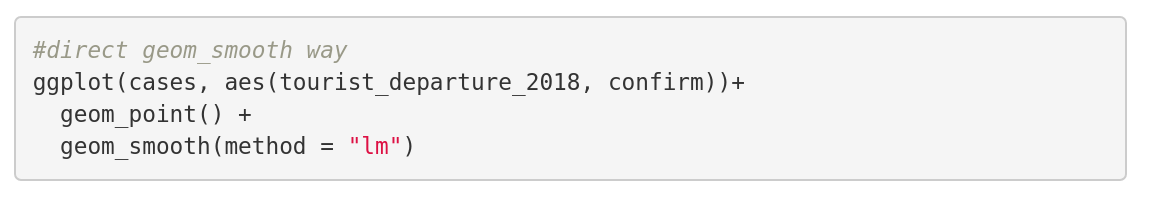 #direct geom_smooth way
ggplot(cases, aes(tourist_departure_2018, confirm))+
  geom_point() +
  geom_smooth(method = "lm")